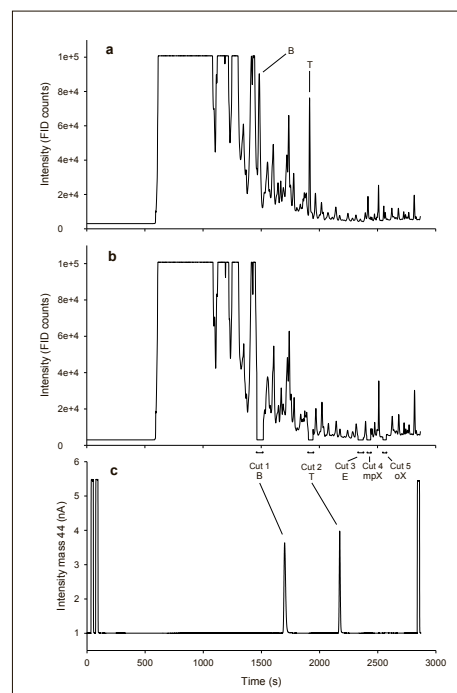 a
B
T
1e+5
8e+4
6e+4
4e+4
2e+4
0
Intensity (FID counts)
b
1e+5
8e+4
6e+4
4e+4
2e+4
0
Intensity (FID counts)
Cut 1 Cut 2 Cut 3 Cut 4 Cut 5
B T E mpX oX
c
6
5
4
3
2
1
0
Intensity mass 44 (nA)
0 500 1000 1500 2000 2500 3000
Time (s)